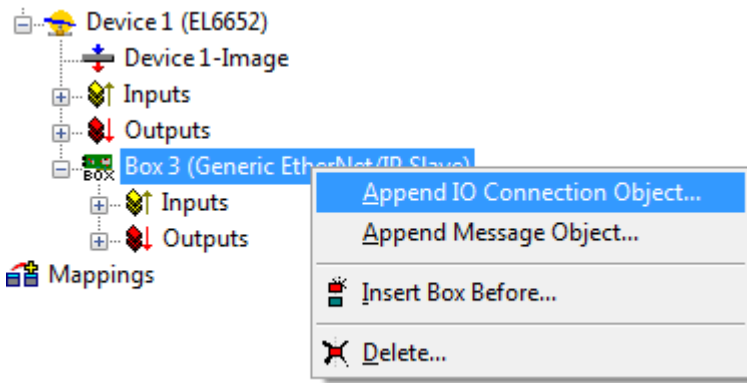 Device 1 (EL6652)
Device 1-Image
Inputs
Outputs
BOX Box 3 (Generic EtherNet/IP Slave)
Inputs
Outputs
Mappings
Append IO Connection Object...
Append Message Object...
Insert Box Before...
Delete...